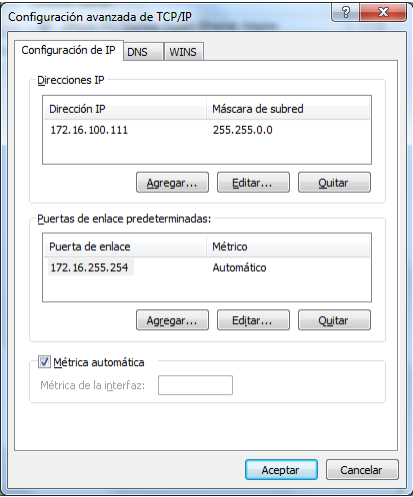 Configuración avanzada de TCP/IP
Configuración de IP DNS WINS
Direcciones IP
Dirección IP Máscara de subred
172.16.100.111 255.255.0.0
Agregar... Editar... Quitar
Puertas de enlace predeterminadas:
Puerta de enlace Métrico
172.16.255.254 Automático
Agregar... Editar... Quitar
Métrica automática
Métrica de la interfaz:
Aceptar Cancelar